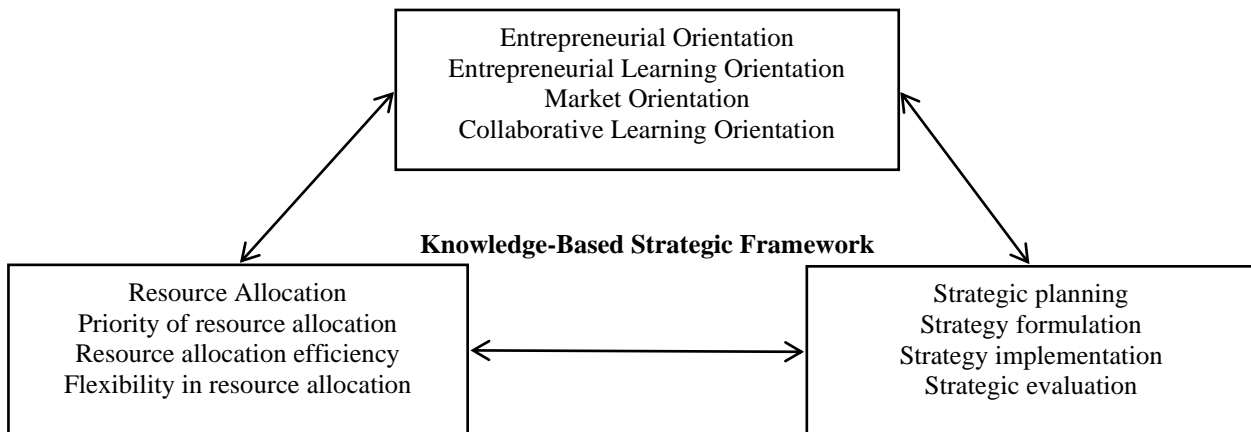 Entrepreneurial Orientation
Entrepreneurial Learning Orientation
Market Orientation
Collaborative Learning Orientation
Knowledge-Based Strategic Framework
Resource Allocation
Priority of resource allocation
Resource allocation efficiency
Flexibility in resource allocation
Strategic planning
Strategy formulation
Strategy implementation
Strategic evaluation